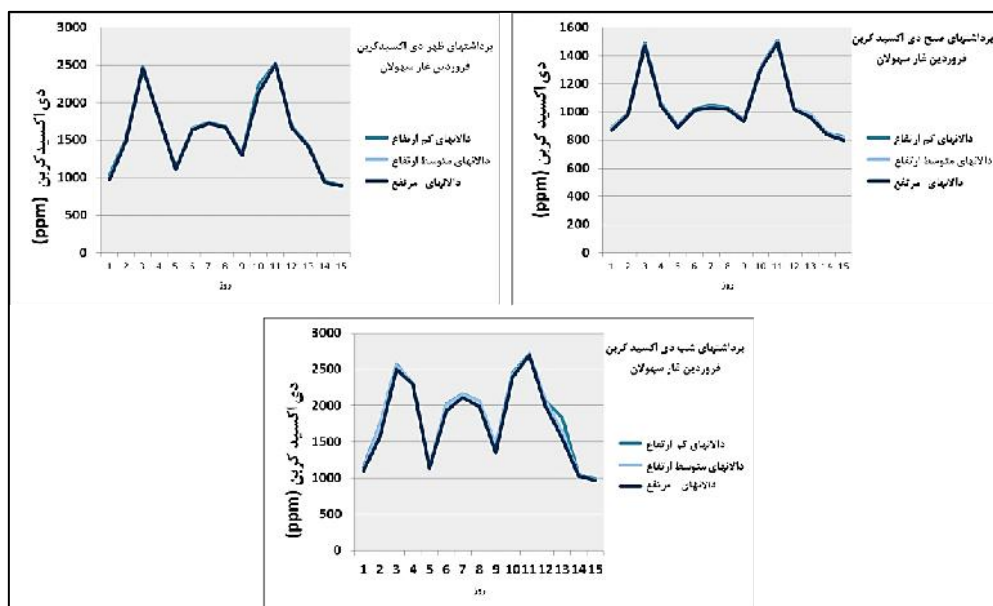 برداشتهای صبح دی اکسید کربن
فروردین غار سهولان
دی اکسید کربن (ppm)
1600
1400
1200
1000
800
600
400
200
0
دالانهای کم ارتفاع
دالانهای متوسط ارتفاع
دالانهای مرتفع
1 2 3 4 5 6 7 8 9 10 11 12 13 14 15
روز
برداشتهای ظهر دی اکسیدکربن
فروردین غار سهولان
دی اکسید کربن (ppm)
3000
2500
2000
1500
1000
500
0
دالانهای کم ارتفاع
دالانهای متوسط ارتفاع
دالانهای مرتفع
1 2 3 4 5 6 7 8 9 10 11 12 13 14 15
روز
برداشتهای شب دی اکسید کربن
فروردین غار سهولان
دی اکسید کربن (ppm)
3000
2500
2000
1500
1000
500
0
دالانهای کم ارتفاع
دالانهای متوسط ارتفاع
دالانهای مرتفع
1 2 3 4 5 6 7 8 9 10 11 12 13 14 15
روز